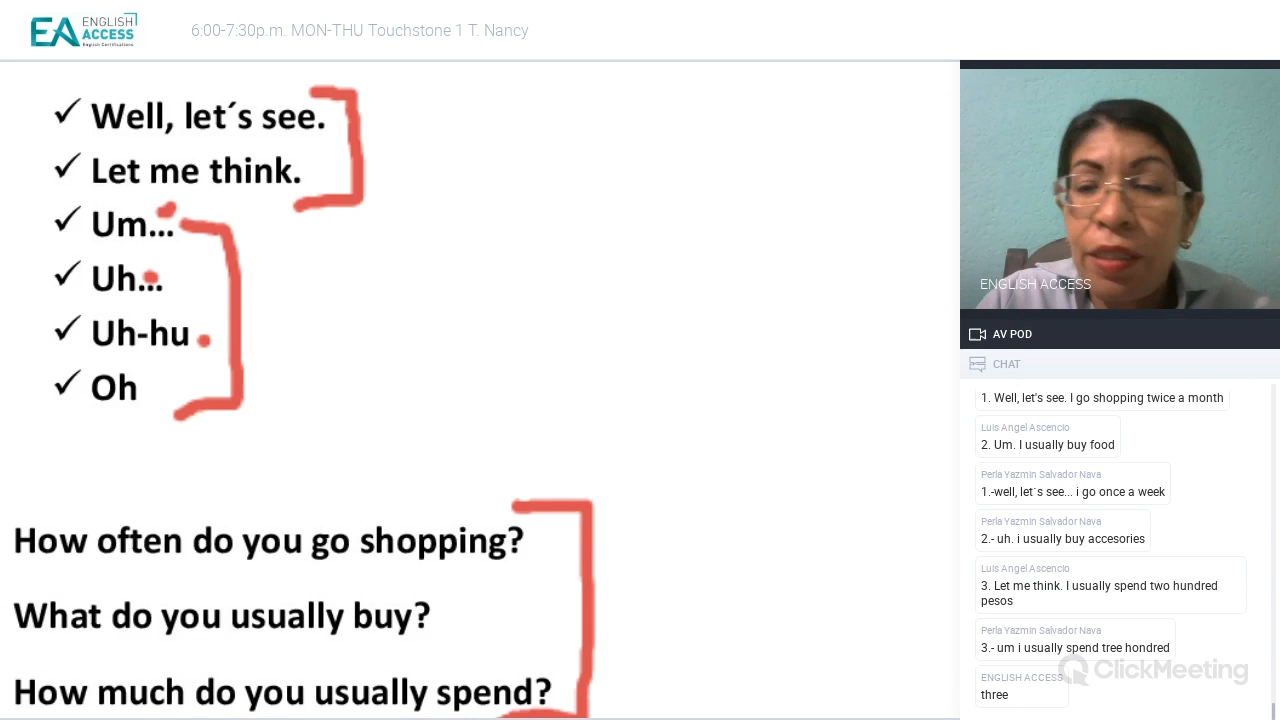 EA ENGLISH ACCESS English Certifications
6:00-7:30p.m. MON-THU Touchstone 1 T. Nancy
✓ Well, let´s see.
✓ Let me think.
✓ Um...
✓ Uh...
✓ Uh-hu
✓ Oh
How often do you go shopping?
What do you usually buy?
How much do you usually spend?
ENGLISH ACCESS
AV POD
CHAT
1. Well, let's see. I go shopping twice a month
Luis Angel Ascencio
2. Um. I usually buy food
Perla Yazmin Salvador Nava
1.-well, let´s see... i go once a week
Perla Yazmin Salvador Nava
2.- uh. i usually buy accesories
Luis Angel Ascencio
3. Let me think. I usually spend two hundred
pesos
Perla Yazmin Salvador Nava
3.- um i usually spend tree hondred
ENGLISH ACCESS
three
ClickMeeting